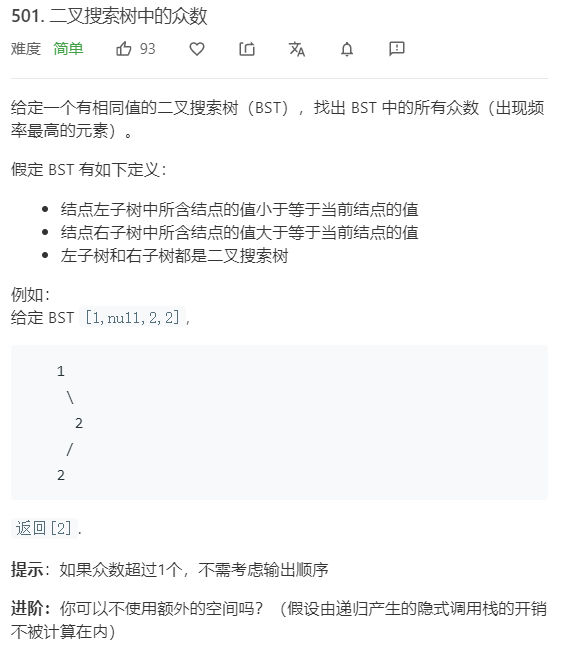 501. 二叉搜索树中的众数
难度 简单 93
给定一个有相同值的二叉搜索树（BST），找出 BST 中的所有众数（出现频
率最高的元素）。
假定 BST 有如下定义：
结点左子树中所含结点的值小于等于当前结点的值
结点右子树中所含结点的值大于等于当前结点的值
左子树和右子树都是二叉搜索树
例如：
给定 BST [1,null,2,2],
1
\
2
/
2
返回[2].
提示：如果众数超过1个，不需考虑输出顺序
进阶：你可以不使用额外的空间吗？（假设由递归产生的隐式调用栈的开销
不被计算在内）